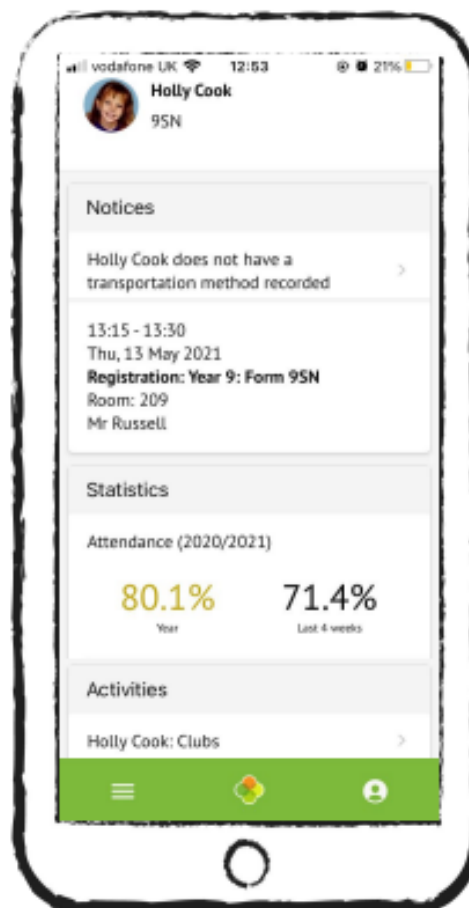 vodafone UK 12:53 21%
Holly Cook
9SN
Notices
Holly Cook does not have a
transportation method recorded
13:15 - 13:30
Thu, 13 May 2021
Registration: Year 9: Form 9SN
Room: 209
Mr Russell
Statistics
Attendance (2020/2021)
80.1% 71.4%
Year Last 4 weeks
Activities
Holly Cook: Clubs